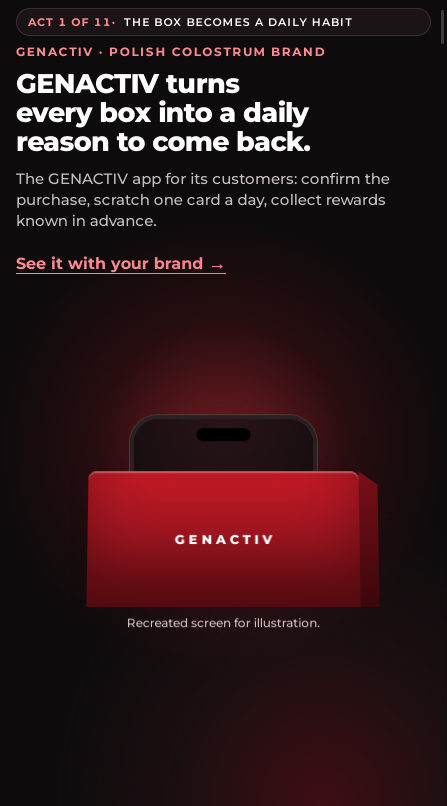 ACT 1 OF 11· THE BOX BECOMES A DAILY HABIT
GENACTIV · POLISH COLOSTRUM BRAND
GENACTIV turns
every box into a daily
reason to come back.
The GENACTIV app for its customers: confirm the
purchase, scratch one card a day, collect rewards
known in advance.
See it with your brand →
GENACTIV
Recreated screen for illustration.